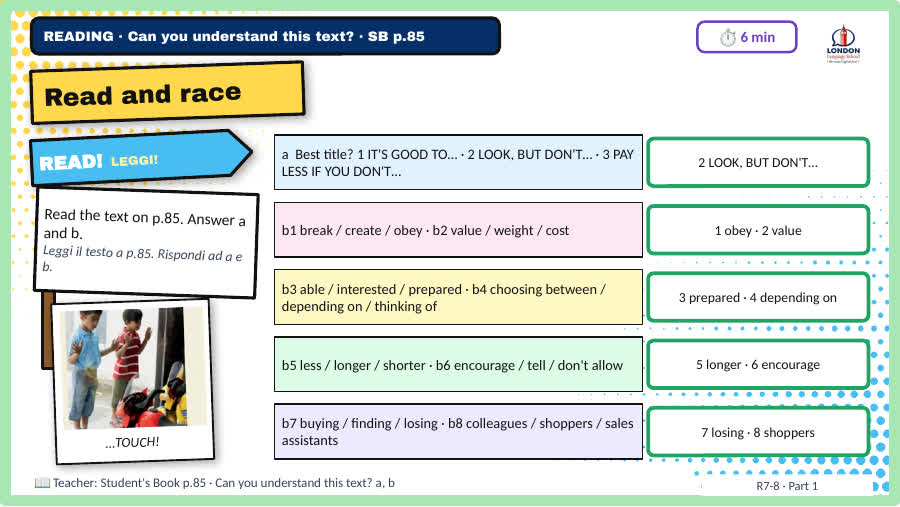 READING · Can you understand this text? · SB p.85
⏱️ 6 min
LONDON
Language School
Read and race
READ! LEGGI!
Read the text on p.85. Answer a
and b.
Leggi il testo a p.85. Rispondi ad a e
b.
...TOUCH!
a Best title? 1 IT'S GOOD TO... · 2 LOOK, BUT DON'T... · 3 PAY
LESS IF YOU DON'T...
2 LOOK, BUT DON'T...
b1 break / create / obey · b2 value / weight / cost
1 obey · 2 value
b3 able / interested / prepared · b4 choosing between /
depending on / thinking of
3 prepared · 4 depending on
b5 less / longer / shorter · b6 encourage / tell / don't allow
5 longer · 6 encourage
b7 buying / finding / losing · b8 colleagues / shoppers / sales
assistants
7 losing · 8 shoppers
📖 Teacher: Student's Book p.85 · Can you understand this text? a, b
R7-8 · Part 1